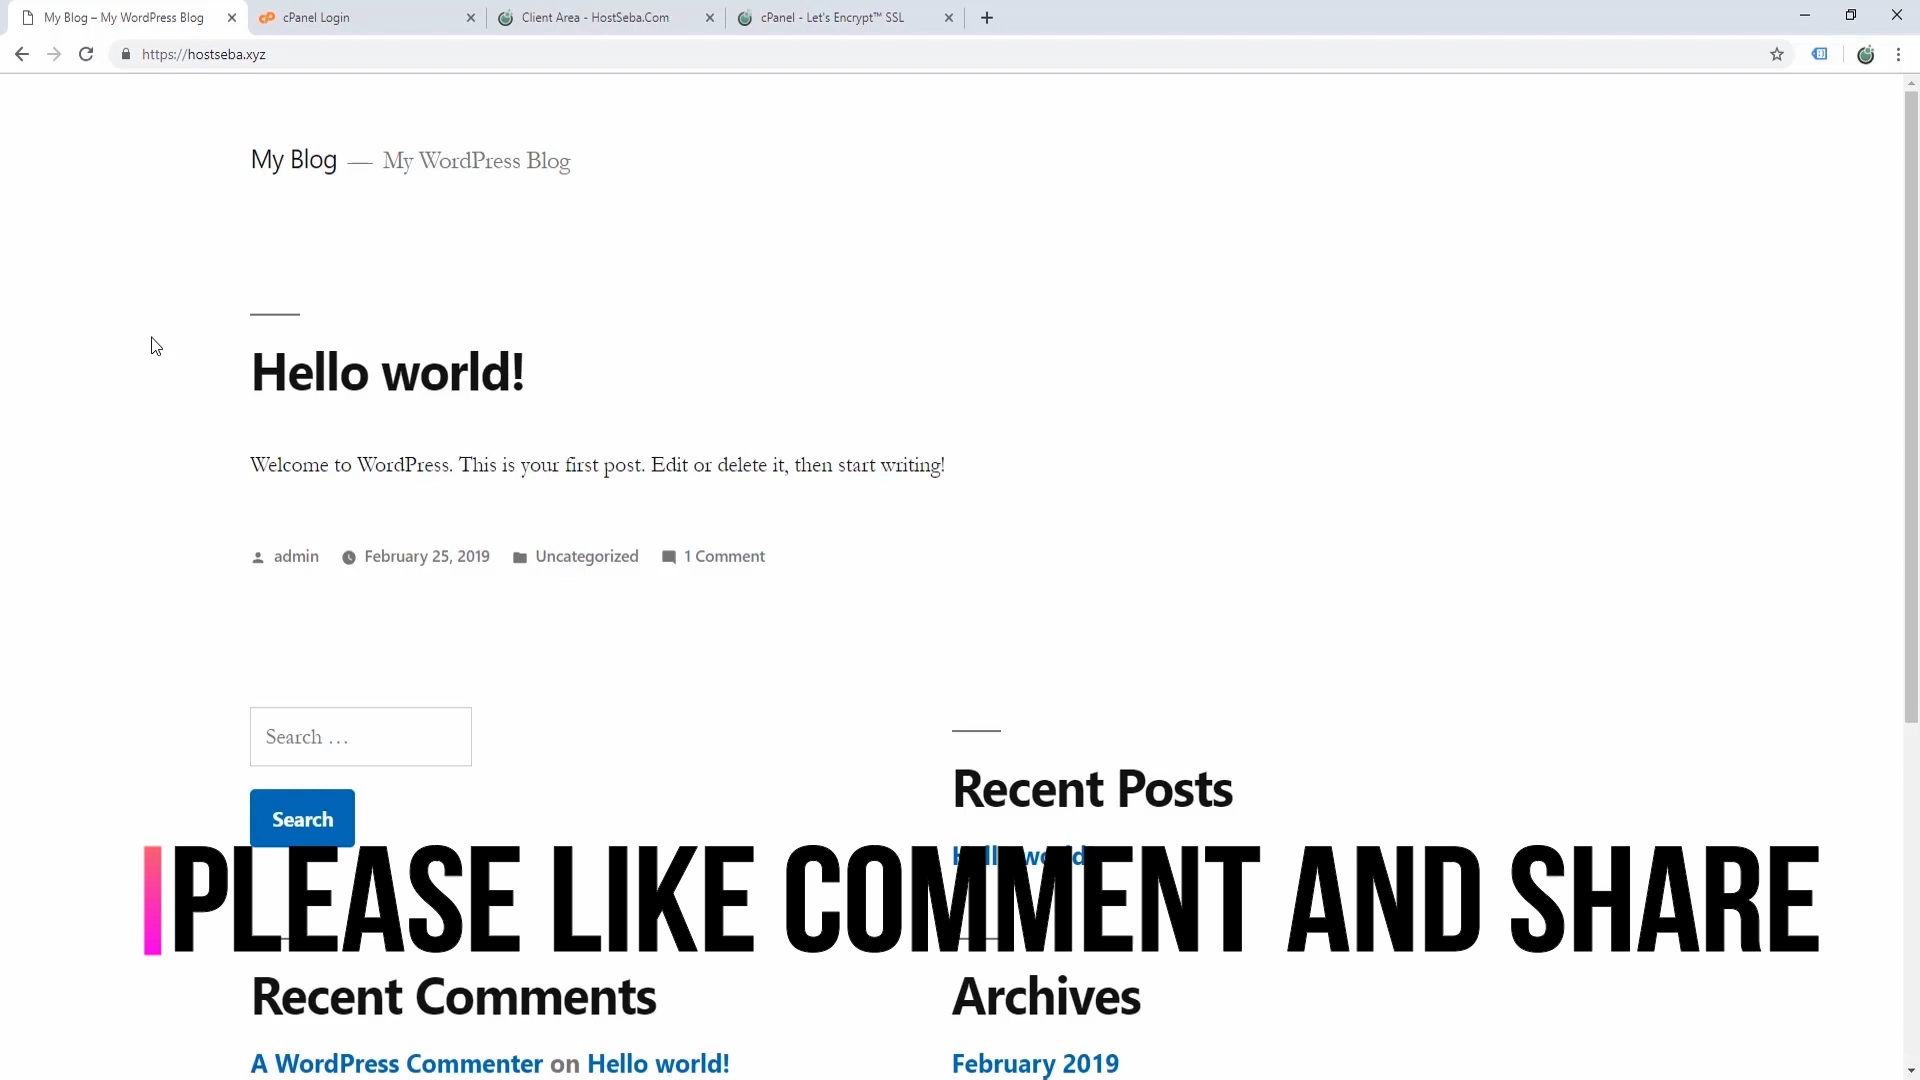 My Blog – My WordPress Blog
cPanel Login
Client Area - HostSeba.Com
cPanel - Let's Encrypt™ SSL
https://hostseba.xyz
My Blog — My WordPress Blog
Hello world!
Welcome to WordPress. This is your first post. Edit or delete it, then start writing!
admin February 25, 2019 Uncategorized 1 Comment
Search …
Search
Recent Posts
Hello world
PLEASE LIKE COMMENT AND SHARE
Recent Comments
Archives
A WordPress Commenter on Hello world!
February 2019